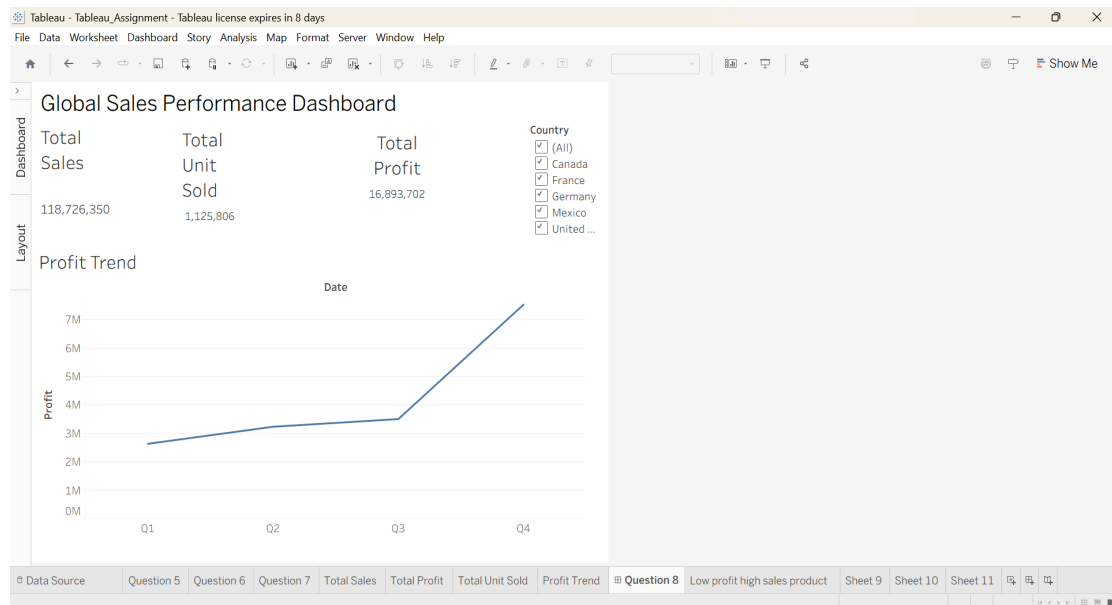 Tableau - Tableau_Assignment - Tableau license expires in 8 days
File Data Worksheet Dashboard Story Analysis Map Format Server Window Help
Show Me
Dashboard
Layout
Global Sales Performance Dashboard
Total
Sales
118,726,350
Total
Unit
Sold
1,125,806
Total
Profit
16,893,702
Country
(All)
Canada
France
Germany
Mexico
United ...
Profit Trend
Date
Profit
7M
6M
5M
4M
3M
2M
1M
0M
Q1 Q2 Q3 Q4
Data Source Question 5 Question 6 Question 7 Total Sales Total Profit Total Unit Sold Profit Trend Question 8 Low profit high sales product Sheet 9 Sheet 10 Sheet 11